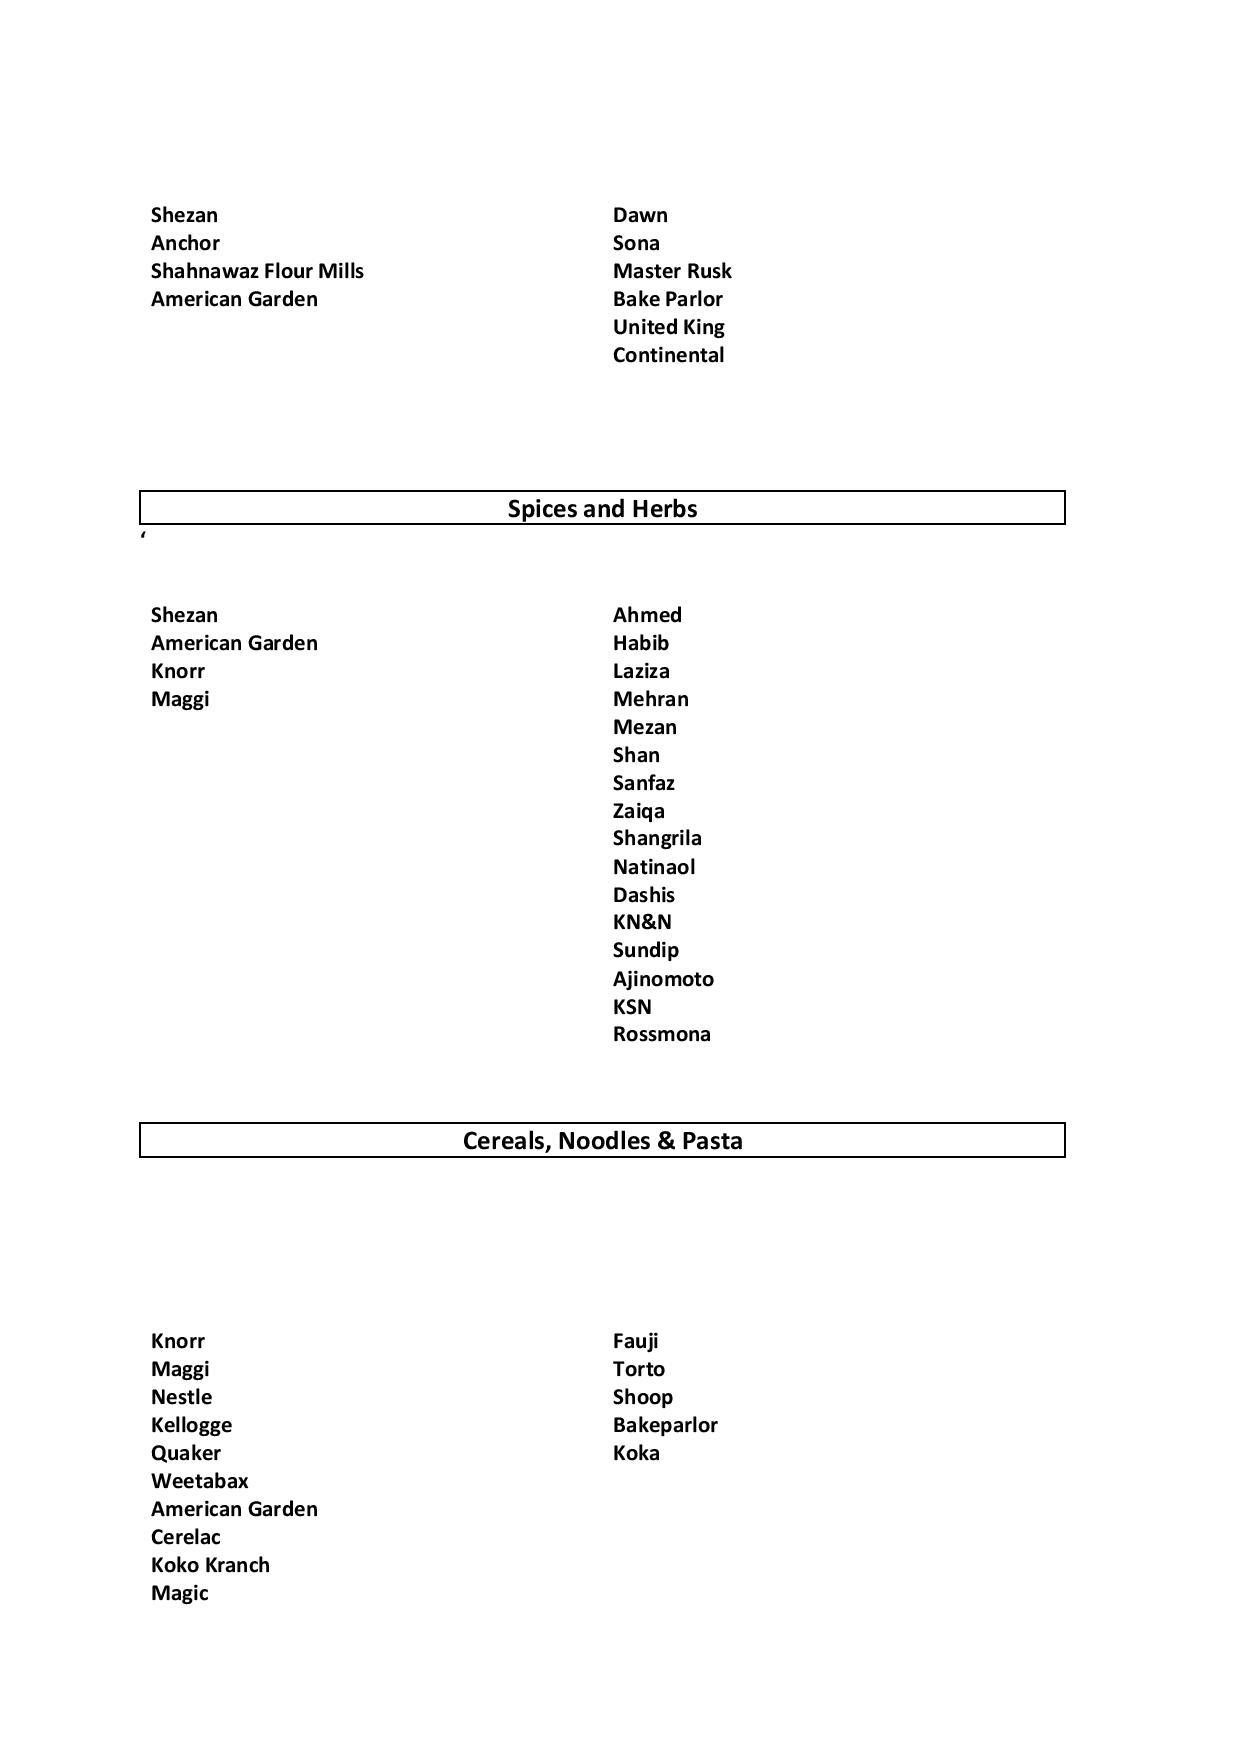 Shezan
Anchor
Shahnawaz Flour Mills
American Garden
Dawn
Sona
Master Rusk
Bake Parlor
United King
Continental
Spices and Herbs
‘
Shezan
American Garden
Knorr
Maggi
Ahmed
Habib
Laziza
Mehran
Mezan
Shan
Sanfaz
Zaiqa
Shangrila
Natinaol
Dashis
KN&N
Sundip
Ajinomoto
KSN
Rossmona
Cereals, Noodles & Pasta
Knorr
Maggi
Nestle
Kellogge
Quaker
Weetabax
American Garden
Cerelac
Koko Kranch
Magic
Fauji
Torto
Shoop
Bakeparlor
Koka